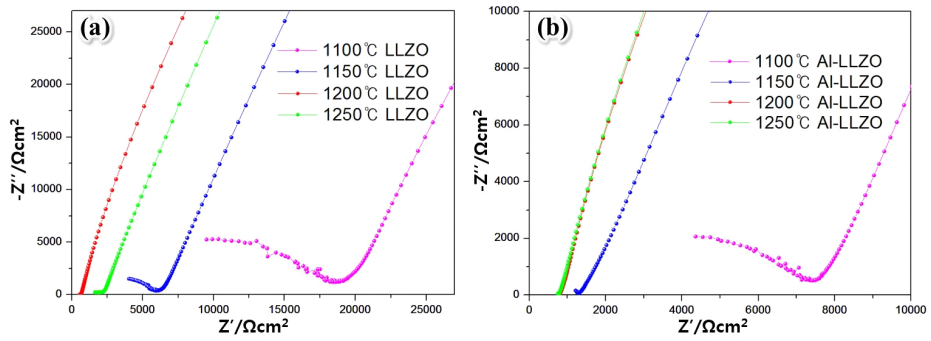 (a)
1100℃ LLZO
1150℃ LLZO
1200℃ LLZO
1250℃ LLZO
25000
20000
15000
10000
5000
0
-Z′′/Ωcm2
0 5000 10000 15000 20000 25000
Z′/Ωcm2
(b)
1100℃ Al-LLZO
1150℃ Al-LLZO
1200℃ Al-LLZO
1250℃ Al-LLZO
10000
8000
6000
4000
2000
0
-Z′′/Ωcm2
0 2000 4000 6000 8000 10000
Z′/Ωcm2